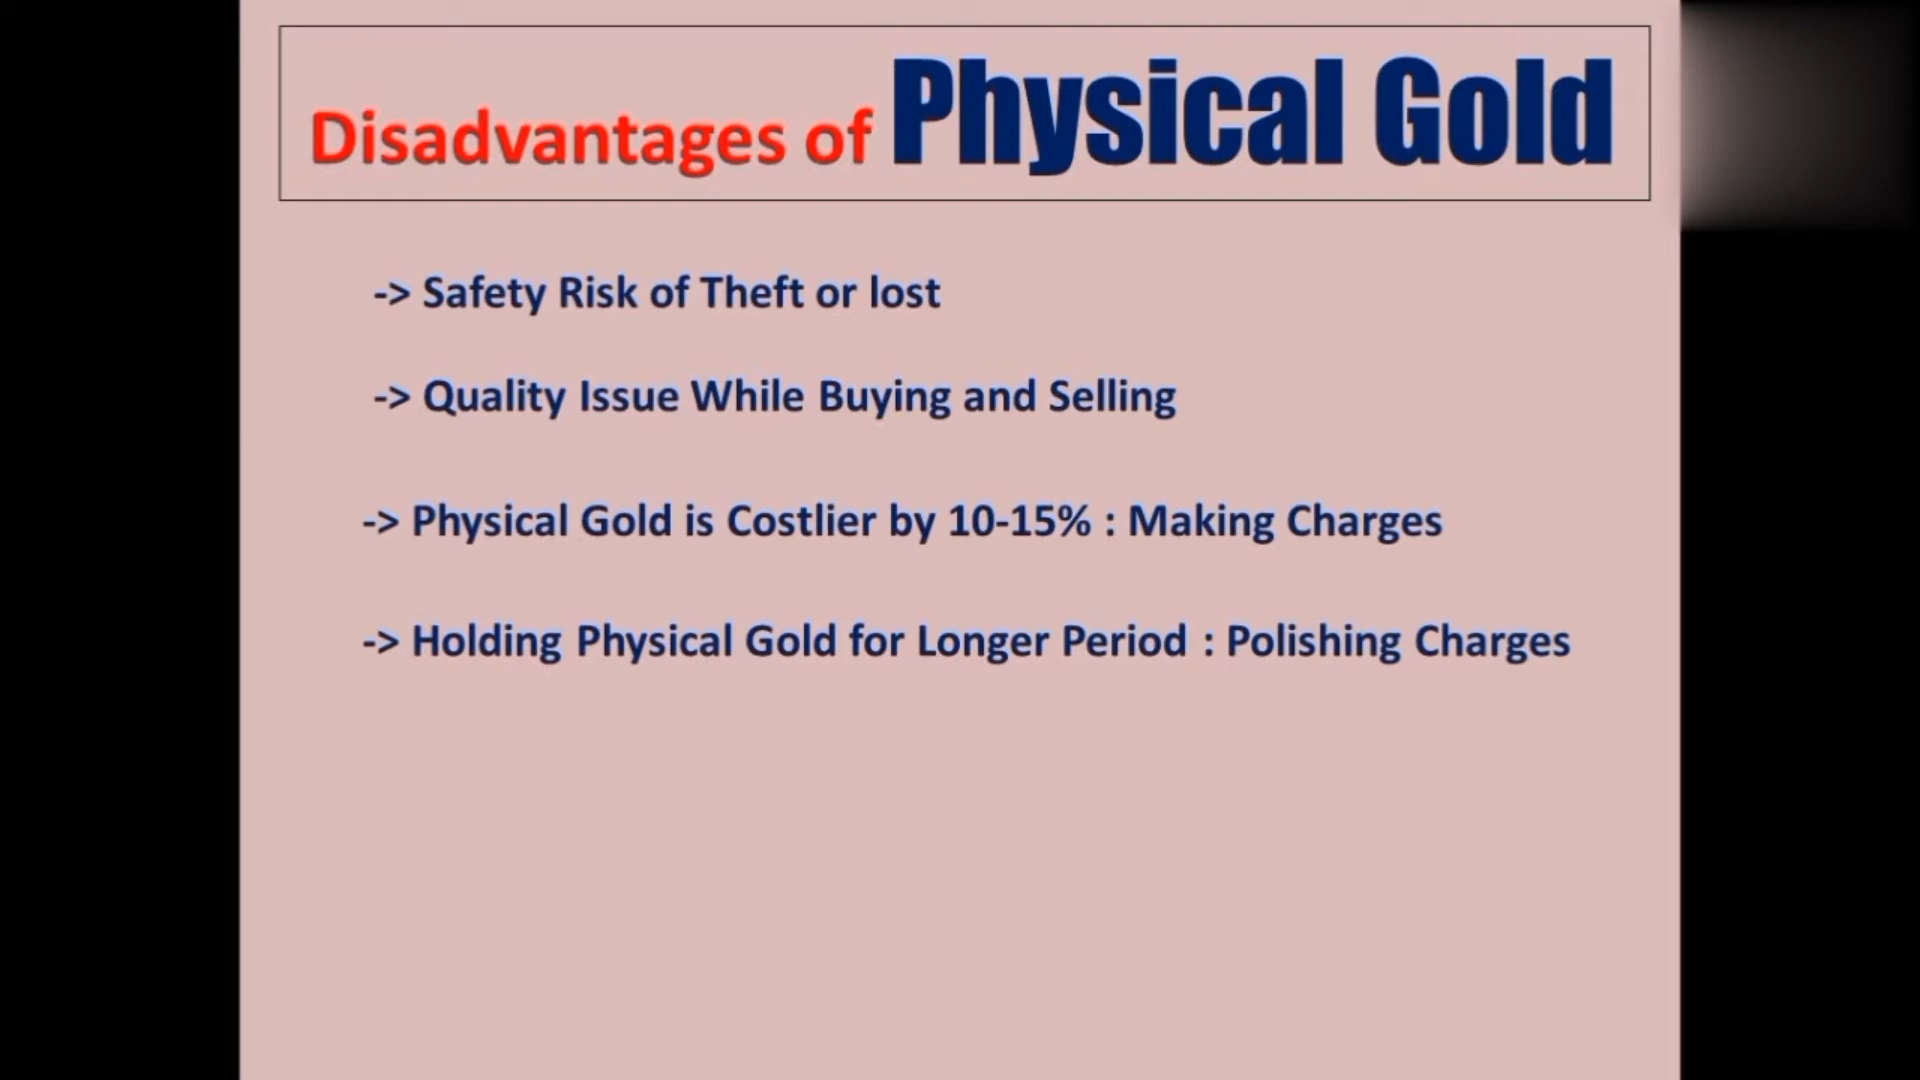 Disadvantages of Physical Gold
-> Safety Risk of Theft or lost
-> Quality Issue While Buying and Selling
-> Physical Gold is Costlier by 10-15% : Making Charges
-> Holding Physical Gold for Longer Period : Polishing Charges